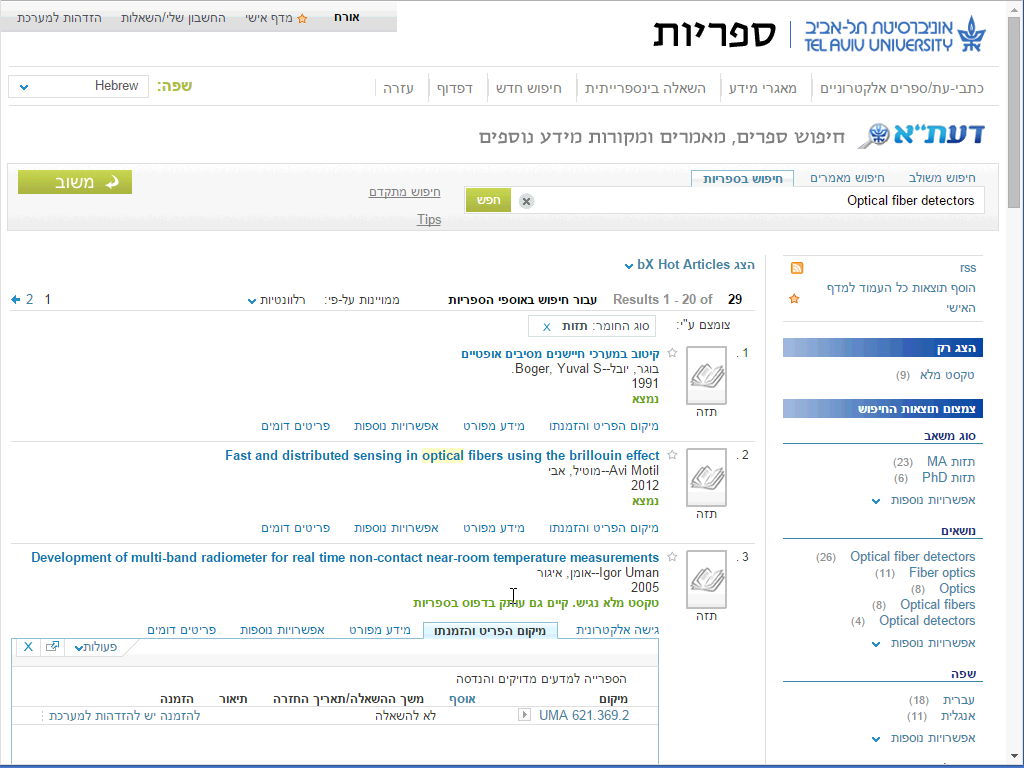 אורח מדף אישי החשבון שלי/השאלות הזדהות למערכת
אוניברסיטת תל-אביב ספריות
TEL AVIV UNIVERSITY
כתבי-עת/ספרים אלקטרוניים מאגרי מידע השאלה בינספרייתית חיפוש חדש דפדוף עזרה שפה: Hebrew
דעת"א חיפוש ספרים, מאמרים ומקורות מידע נוספים
חיפוש משולב חיפוש מאמרים חיפוש בספריות
Optical fiber detectors חפש חיפוש מתקדם משוב
Tips
הצג bX Hot Articles
Results 1 - 20 of 29 עבור חיפוש באוספי הספריות ממויינות על-פי: רלוונטיות 1 2
צומצם ע"י: סוג החומר: תזות X
1. קיטוב במערכי חיישנים מסיבים אופטיים
בוגר, יובל--Boger, Yuval S.
1991
נמצא
תזה
מיקום הפריט והזמנתו מידע מפורט אפשרויות נוספות פריטים דומים
2. Fast and distributed sensing in optical fibers using the brillouin effect
Avi Motil--מוטיל, אבי
2012
נמצא
תזה
מיקום הפריט והזמנתו מידע מפורט אפשרויות נוספות פריטים דומים
3. Development of multi-band radiometer for real time non-contact near-room temperature measurements
Igor Uman--אומן, איגור
2005
טקסט מלא נגיש. קיים גם עותק בדפוס בספריות
תזה
גישה אלקטרונית מיקום הפריט והזמנתו מידע מפורט אפשרויות נוספות פריטים דומים
פעולות X
הספרייה למדעים מדויקים והנדסה
מיקום אוסף משך ההשאלה/תאריך החזרה תיאור הזמנה
UMA 621.369.2 לא להשאלה להזמנה יש להזדהות למערכת
rss
הוסף תוצאות כל העמוד למדף
האישי
הצג רק
טקסט מלא (9)
צמצום תוצאות החיפוש
סוג משאב
תזות MA (23)
תזות PhD (6)
אפשרויות נוספות
נושאים
Optical fiber detectors (26)
Fiber optics (11)
Optics (8)
Optical fibers (8)
Optical detectors (4)
אפשרויות נוספות
שפה
עברית (18)
אנגלית (11)
אפשרויות נוספות